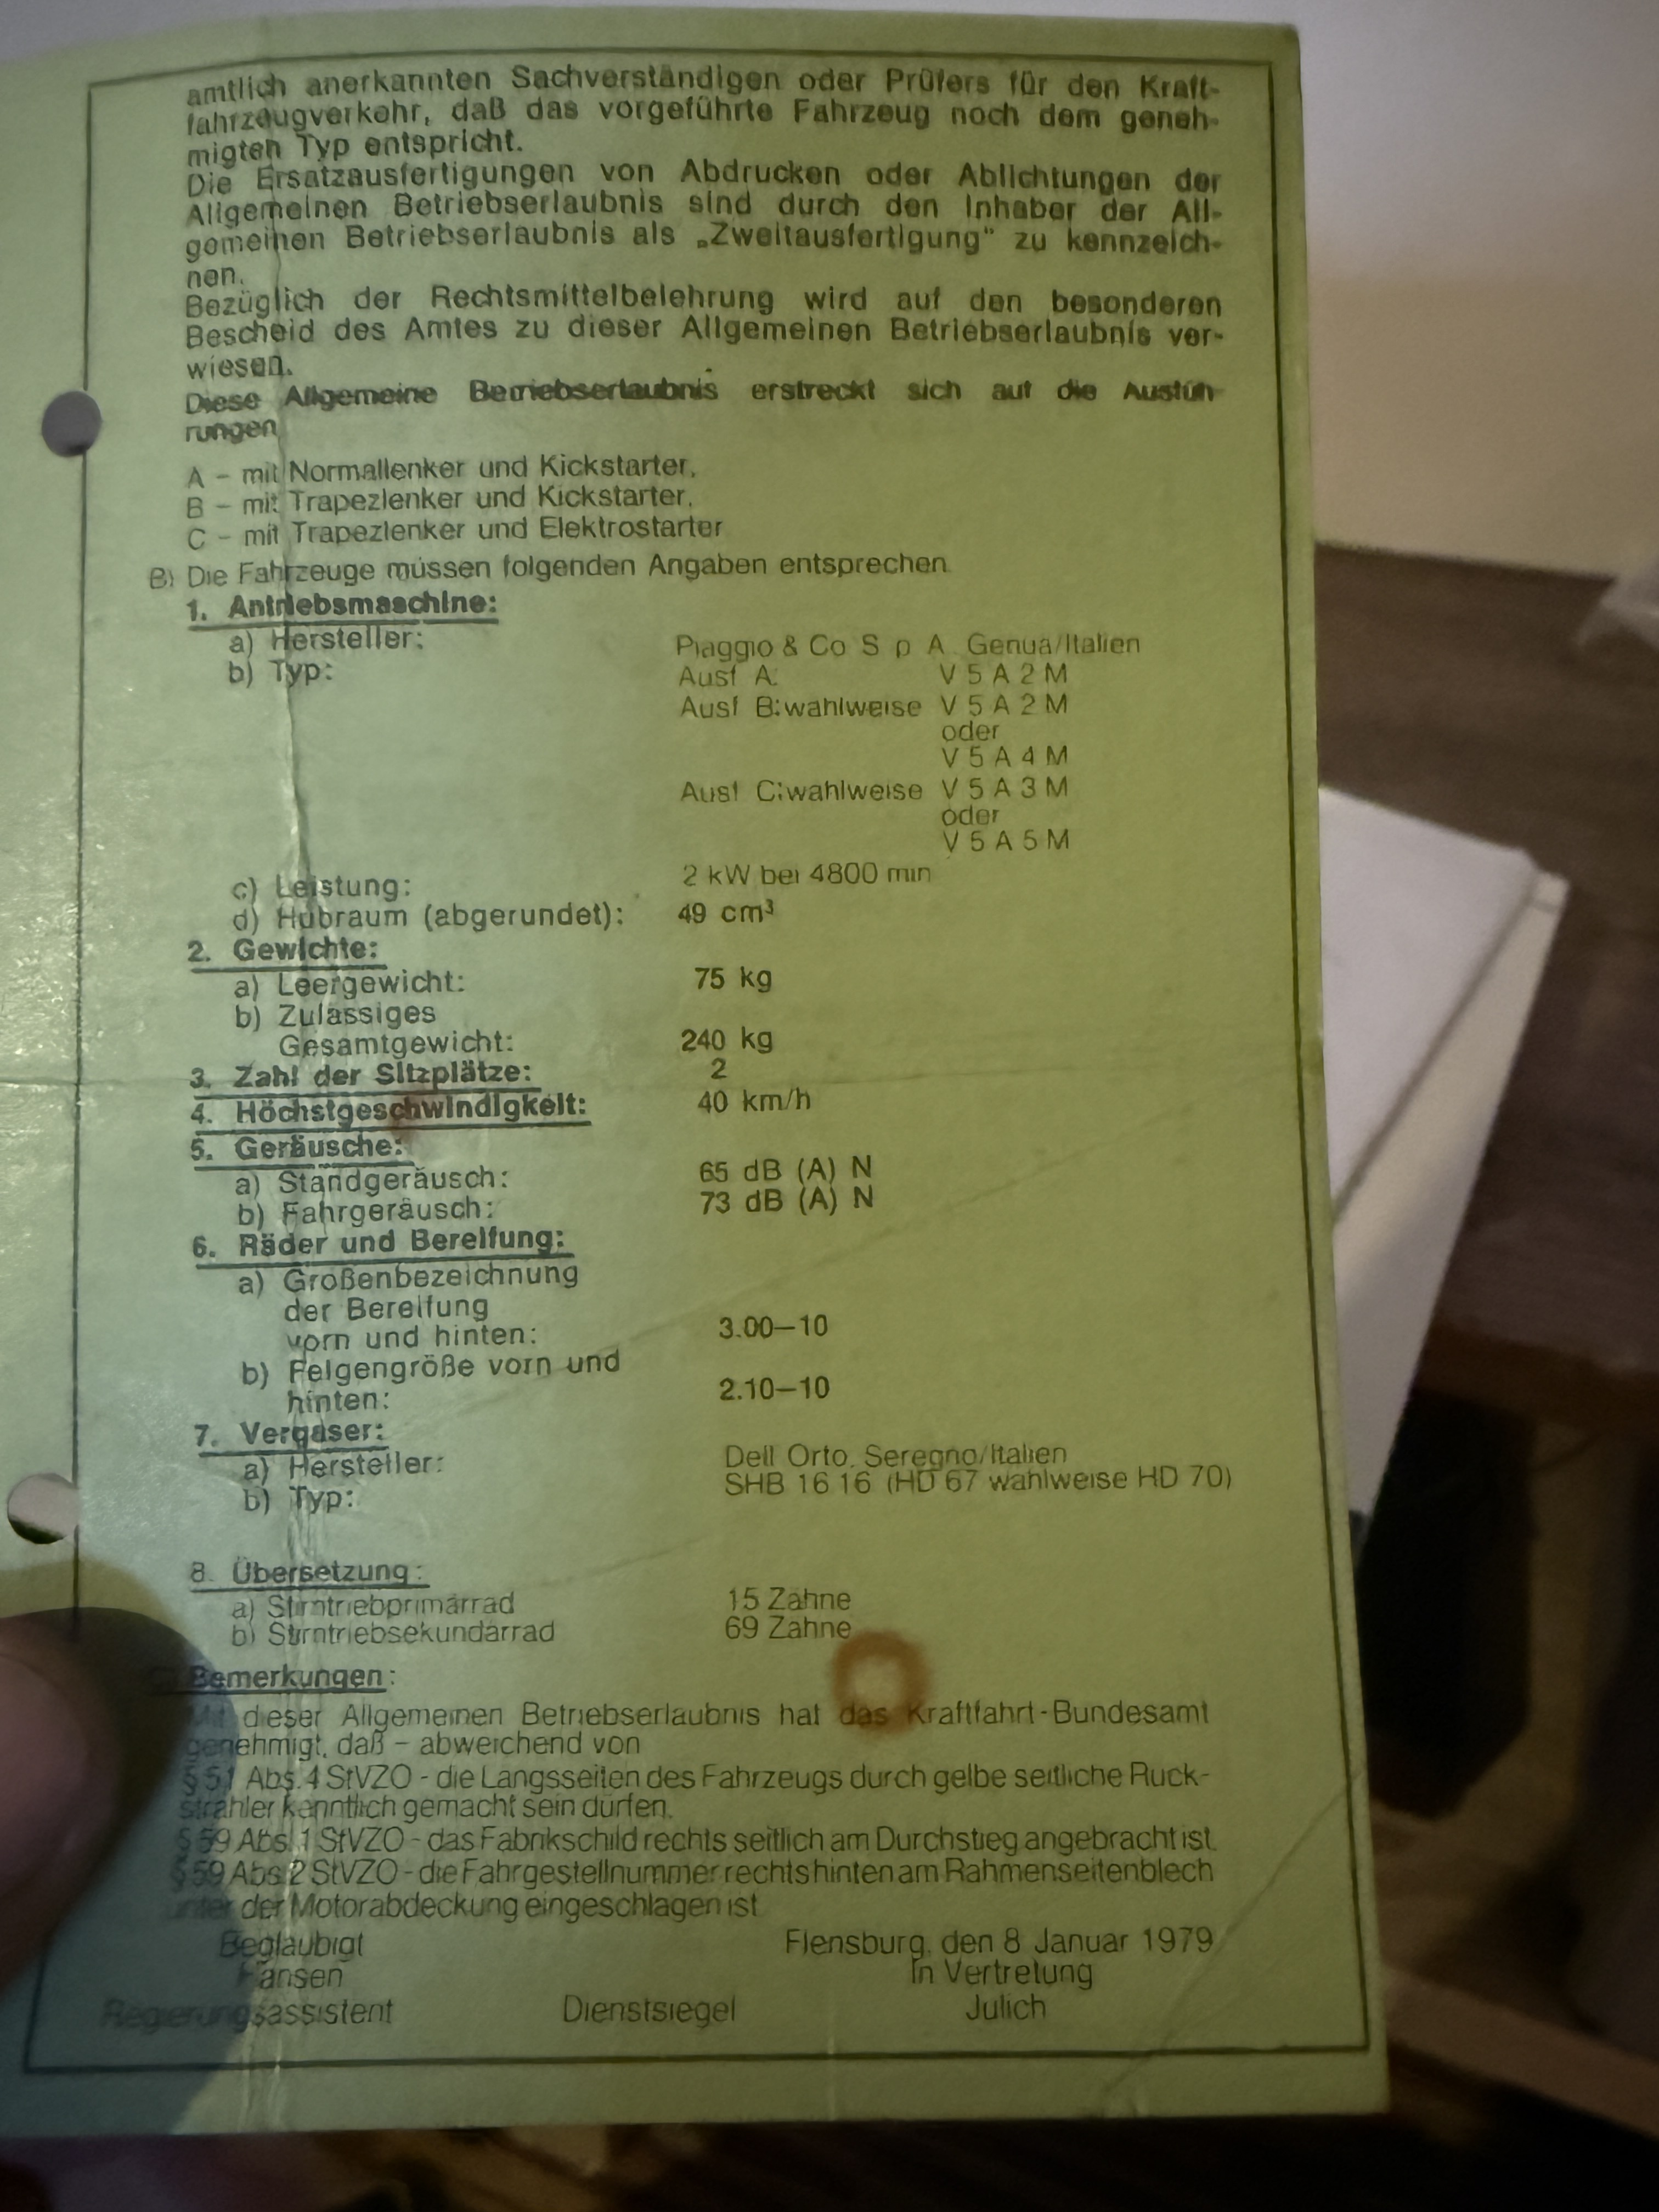 amtlich anerkannten Sachverständigen oder Prüfers für den Kraft-
fahrzeugverkehr, daß das vorgeführte Fahrzeug noch dem geneh-
migten Typ entspricht.
Die Ersatzausfertigungen von Abdrucken oder Ablichtungen der
Allgemeinen Betriebserlaubnis sind durch den Inhaber der All-
gemeinen Betriebserlaubnis als „Zweitausfertigung“ zu kennzeich-
nen.
Bezüglich der Rechtsmittelbelehrung wird auf den besonderen
Bescheid des Amtes zu dieser Allgemeinen Betriebserlaubnis ver-
wiesen.
Diese Allgemeine Betriebserlaubnis erstreckt sich auf die Ausfüh-
rungen
A – mit Normallenker und Kickstarter,
B – mit Trapezlenker und Kickstarter,
C – mit Trapezlenker und Elektrostarter
B) Die Fahrzeuge müssen folgenden Angaben entsprechen
1. Antriebsmaschine:
a) Hersteller: Piaggio & Co S p A Genua/Italien
b) Typ: Ausf A: V 5 A 2 M
Ausf B: wahlweise V 5 A 2 M
oder
V 5 A 4 M
Ausf C: wahlweise V 5 A 3 M
oder
V 5 A 5 M
c) Leistung: 2 kW bei 4800 min
d) Hubraum (abgerundet): 49 cm³
2. Gewichte:
a) Leergewicht: 75 kg
b) Zulässiges
Gesamtgewicht: 240 kg
3. Zahl der Sitzplätze: 2
4. Höchstgeschwindigkeit: 40 km/h
5. Geräusche:
a) Standgeräusch: 65 dB (A) N
b) Fahrgeräusch: 73 dB (A) N
6. Räder und Bereifung:
a) Größenbezeichnung
der Bereifung
vorn und hinten: 3.00–10
b) Felgengröße vorn und
hinten: 2.10–10
7. Vergaser:
a) Hersteller: Dell Orto, Seregno/Italien
b) Typ: SHB 16 16 (HD 67 wahlweise HD 70)
8. Übersetzung:
a) Stirntriebprimärrad 15 Zähne
b) Stirntriebsekundärrad 69 Zähne
Bemerkungen:
Mit dieser Allgemeinen Betriebserlaubnis hat das Kraftfahrt-Bundesamt
genehmigt, daß – abweichend von
§ 51 Abs. 4 StVZO - die Längsseiten des Fahrzeugs durch gelbe seitliche Rück-
strahler kenntlich gemacht sein dürfen.
§ 59 Abs. 1 StVZO - das Fabrikschild rechts seitlich am Durchstieg angebracht ist.
§ 59 Abs 2 StVZO - die Fahrgestellnummer rechts hinten am Rahmenseitenblech
unter der Motorabdeckung eingeschlagen ist
Beglaubigt Flensburg, den 8 Januar 1979
Hansen In Vertretung
Regierungsassistent Dienstsiegel Jülich